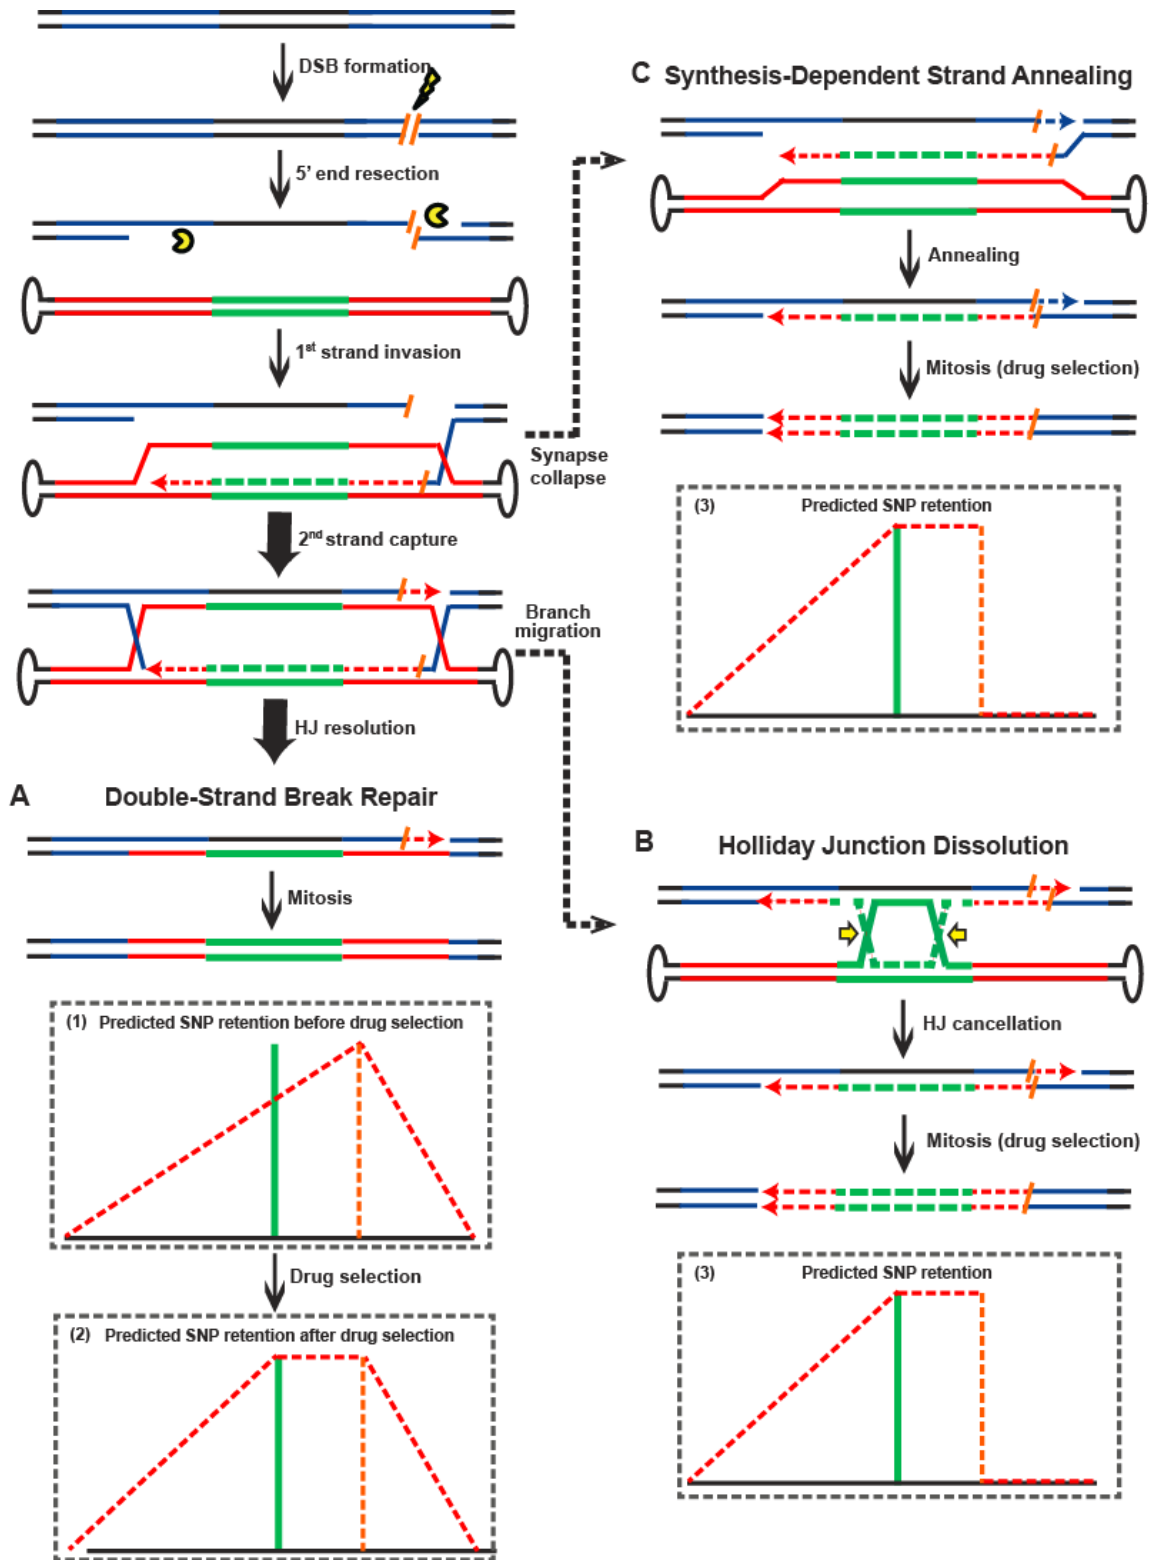 DSB formation
5' end resection
1st strand invasion
Synapse
collapse
2nd strand capture
Branch
migration
HJ resolution
A Double-Strand Break Repair
Mitosis
(1) Predicted SNP retention before drug selection
Drug selection
(2) Predicted SNP retention after drug selection
C Synthesis-Dependent Strand Annealing
Annealing
Mitosis (drug selection)
(3) Predicted SNP retention
B Holliday Junction Dissolution
HJ cancellation
Mitosis (drug selection)
(3) Predicted SNP retention